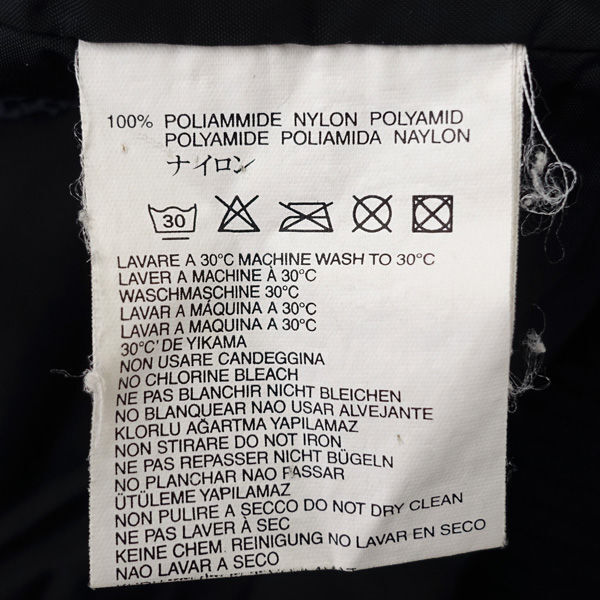 100% POLIAMMIDE NYLON POLYAMID
POLYAMIDE POLIAMIDA NAYLON
ナイロン
30
LAVARE A 30°C MACHINE WASH TO 30°C
LAVER A MACHINE À 30°C
WASCHMASCHINE 30°C
LAVAR A MÁQUINA A 30°C
LAVAR A MAQUINA A 30°C
30°C' DE YIKAMA
NON USARE CANDEGGINA
NO CHLORINE BLEACH
NE PAS BLANCHIR NICHT BLEICHEN
NO BLANQUEAR NAO USAR ALVEJANTE
KLORLU AĞARTMA YAPILAMAZ
NON STIRARE DO NOT IRON
NE PAS REPASSER NICHT BÜGELN
NO PLANCHAR NAO PASSAR
ÜTÜLEME YAPILAMAZ
NON PULIRE A SECCO DO NOT DRY CLEAN
NE PAS LAVER À SEC
KEINE CHEM. REINIGUNG NO LAVAR EN SECO
NAO LAVAR A SECO